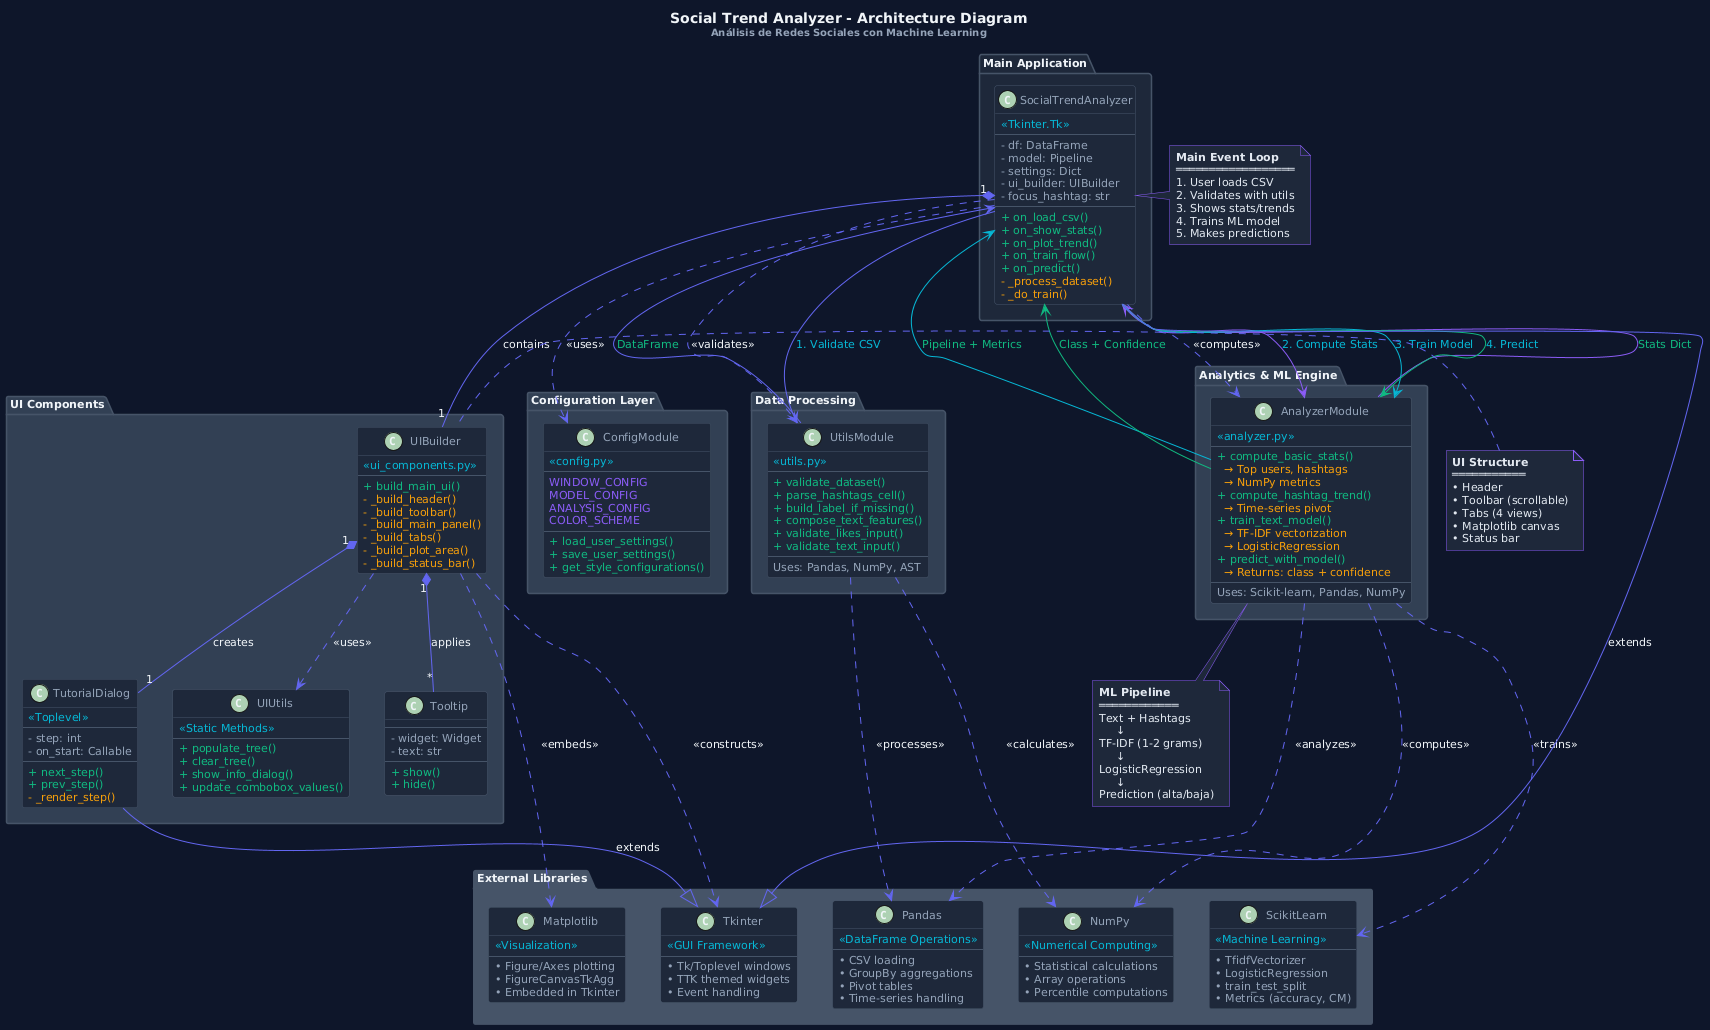 Social Trend Analyzer - Architecture Diagram
Análisis de Redes Sociales con Machine Learning
Main Application
C SocialTrendAnalyzer
«Tkinter.Tk»
- df: DataFrame
- model: Pipeline
- settings: Dict
- ui_builder: UIBuilder
- focus_hashtag: str
+ on_load_csv()
+ on_show_stats()
+ on_plot_trend()
+ on_train_flow()
+ on_predict()
- _process_dataset()
- _do_train()
Main Event Loop
1. User loads CSV
2. Validates with utils
3. Shows stats/trends
4. Trains ML model
5. Makes predictions
1
contains
«uses»
DataFrame
«validates»
1. Validate CSV
Pipeline + Metrics
Class + Confidence
«computes»
2. Compute Stats
3. Train Model
4. Predict
Stats Dict
UI Components
1
C UIBuilder
«ui_components.py»
+ build_main_ui()
- _build_header()
- _build_toolbar()
- _build_main_panel()
- _build_tabs()
- _build_plot_area()
- _build_status_bar()
Configuration Layer
C ConfigModule
«config.py»
WINDOW_CONFIG
MODEL_CONFIG
ANALYSIS_CONFIG
COLOR_SCHEME
+ load_user_settings()
+ save_user_settings()
+ get_style_configurations()
Data Processing
C UtilsModule
«utils.py»
+ validate_dataset()
+ parse_hashtags_cell()
+ build_label_if_missing()
+ compose_text_features()
+ validate_likes_input()
+ validate_text_input()
Uses: Pandas, NumPy, AST
Analytics & ML Engine
C AnalyzerModule
«analyzer.py»
+ compute_basic_stats()
→ Top users, hashtags
→ NumPy metrics
+ compute_hashtag_trend()
→ Time-series pivot
+ train_text_model()
→ TF-IDF vectorization
→ LogisticRegression
+ predict_with_model()
→ Returns: class + confidence
Uses: Scikit-learn, Pandas, NumPy
UI Structure
• Header
• Toolbar (scrollable)
• Tabs (4 views)
• Matplotlib canvas
• Status bar
1
1
creates
«uses»
applies
extends
1
*
C TutorialDialog
«Toplevel»
- step: int
- on_start: Callable
+ next_step()
+ prev_step()
- _render_step()
C UIUtils
«Static Methods»
+ populate_tree()
+ clear_tree()
+ show_info_dialog()
+ update_combobox_values()
C Tooltip
- widget: Widget
- text: str
+ show()
+ hide()
ML Pipeline
Text + Hashtags
↓
TF-IDF (1-2 grams)
↓
LogisticRegression
↓
Prediction (alta/baja)
«embeds»
«constructs»
«processes»
«calculates»
«analyzes»
«computes»
«trains»
extends
External Libraries
C Matplotlib
«Visualization»
• Figure/Axes plotting
• FigureCanvasTkAgg
• Embedded in Tkinter
C Tkinter
«GUI Framework»
• Tk/Toplevel windows
• TTK themed widgets
• Event handling
C Pandas
«DataFrame Operations»
• CSV loading
• GroupBy aggregations
• Pivot tables
• Time-series handling
C NumPy
«Numerical Computing»
• Statistical calculations
• Array operations
• Percentile computations
C ScikitLearn
«Machine Learning»
• TfidfVectorizer
• LogisticRegression
• train_test_split
• Metrics (accuracy, CM)